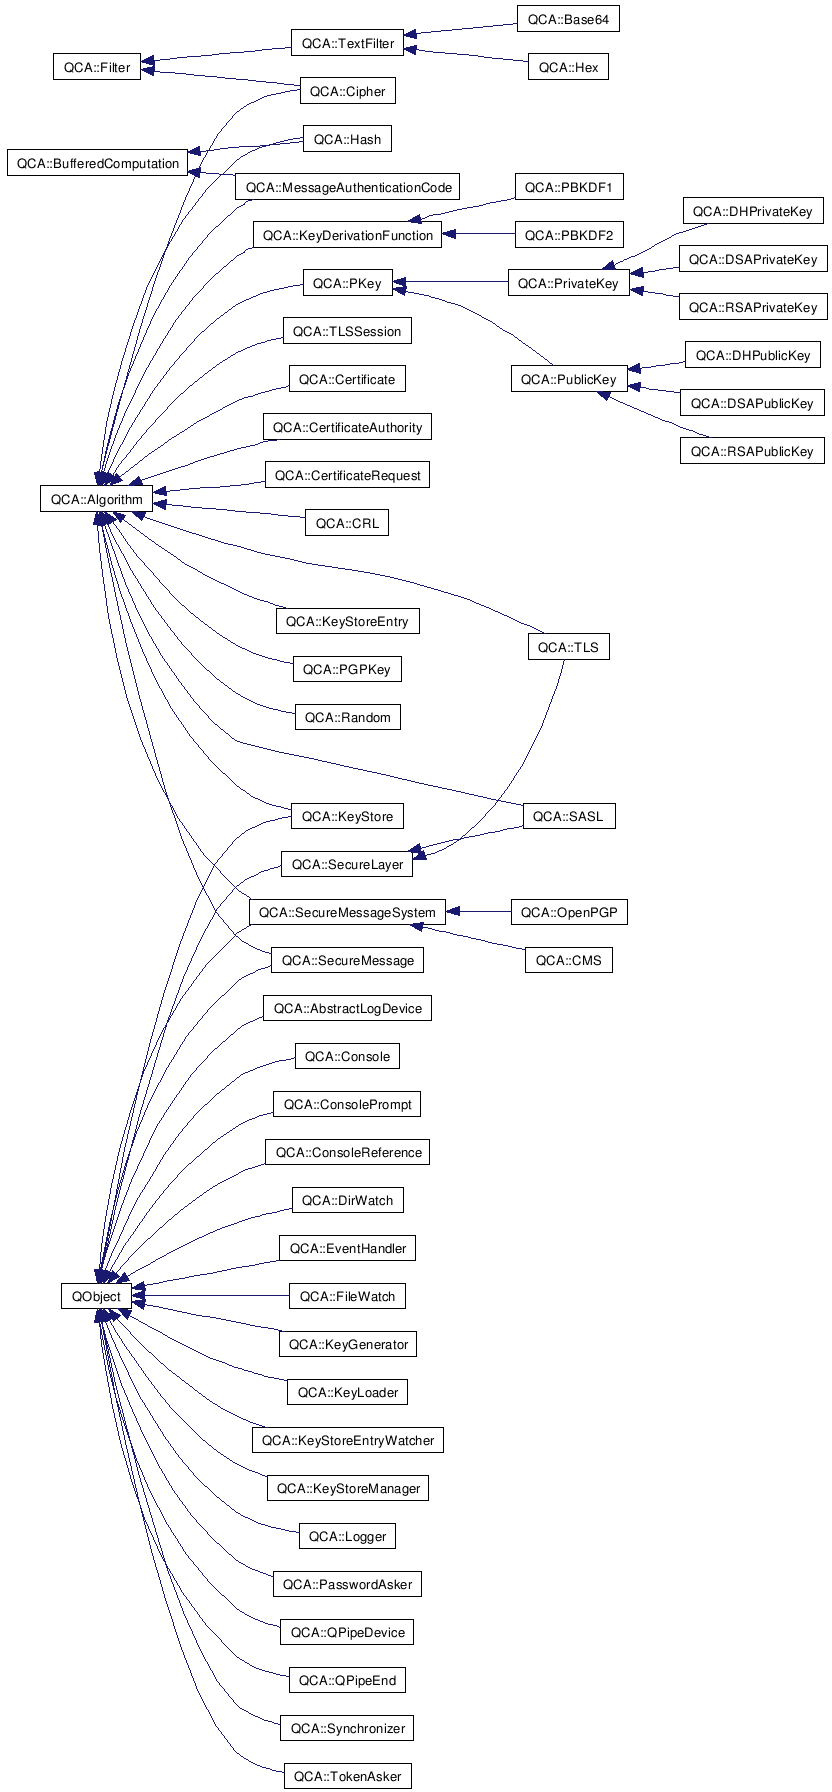 QCA::Base64
QCA::TextFilter
QCA::Filter
QCA::Hex
QCA::Cipher
QCA::Hash
QCA::BufferedComputation
QCA::MessageAuthenticationCode
QCA::PBKDF1
QCA::DHPrivateKey
QCA::KeyDerivationFunction
QCA::PBKDF2
QCA::DSAPrivateKey
QCA::PKey
QCA::PrivateKey
QCA::RSAPrivateKey
QCA::TLSSession
QCA::DHPublicKey
QCA::Certificate
QCA::PublicKey
QCA::DSAPublicKey
QCA::CertificateAuthority
QCA::RSAPublicKey
QCA::CertificateRequest
QCA::Algorithm
QCA::CRL
QCA::KeyStoreEntry
QCA::TLS
QCA::PGPKey
QCA::Random
QCA::KeyStore
QCA::SASL
QCA::SecureLayer
QCA::SecureMessageSystem
QCA::OpenPGP
QCA::SecureMessage
QCA::CMS
QCA::AbstractLogDevice
QCA::Console
QCA::ConsolePrompt
QCA::ConsoleReference
QCA::DirWatch
QCA::EventHandler
QObject
QCA::FileWatch
QCA::KeyGenerator
QCA::KeyLoader
QCA::KeyStoreEntryWatcher
QCA::KeyStoreManager
QCA::Logger
QCA::PasswordAsker
QCA::QPipeDevice
QCA::QPipeEnd
QCA::Synchronizer
QCA::TokenAsker